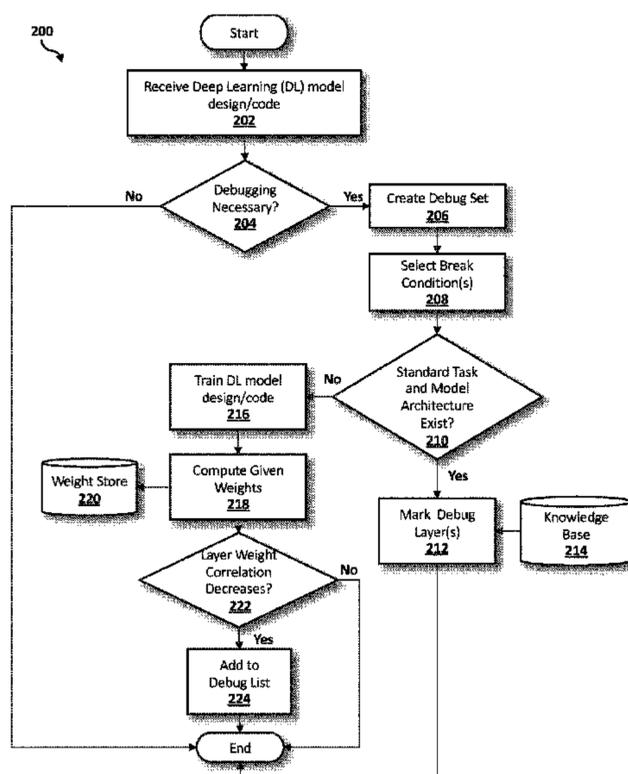 200
Start
Receive Deep Learning (DL) model
design/code
202
Debugging
Necessary?
204
No
Yes
Create Debug Set
206
Select Break
Condition(s)
208
Standard Task
and Model
Architecture
Exist?
210
No
Yes
Train DL model
design/code
216
Compute Given
Weights
218
Weight Store
220
Mark Debug
Layer(s)
212
Knowledge
Base
214
Layer Weight
Correlation
Decreases?
222
No
Yes
Add to
Debug List
224
End